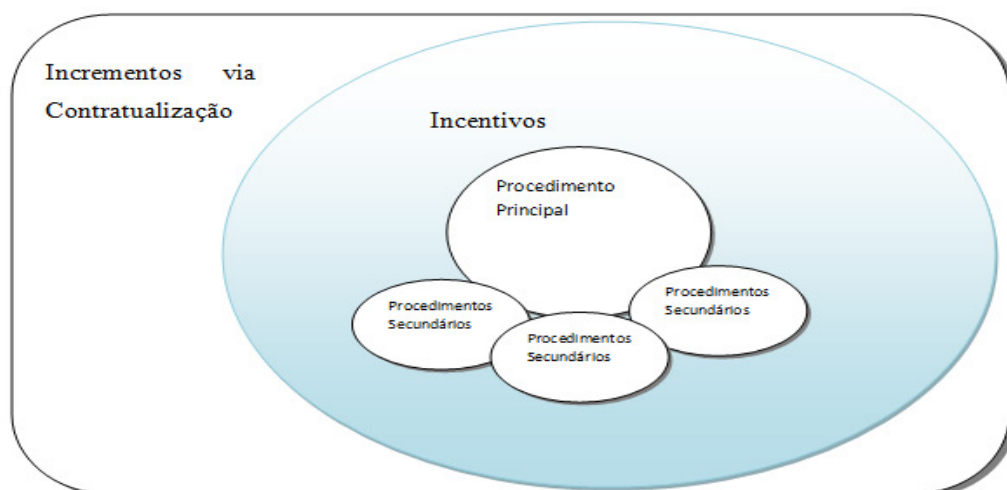 Incrementos via
Contratualização
Incentivos
Procedimento
Principal
Procedimentos
Secundários
Procedimentos
Secundários
Procedimentos
Secundários